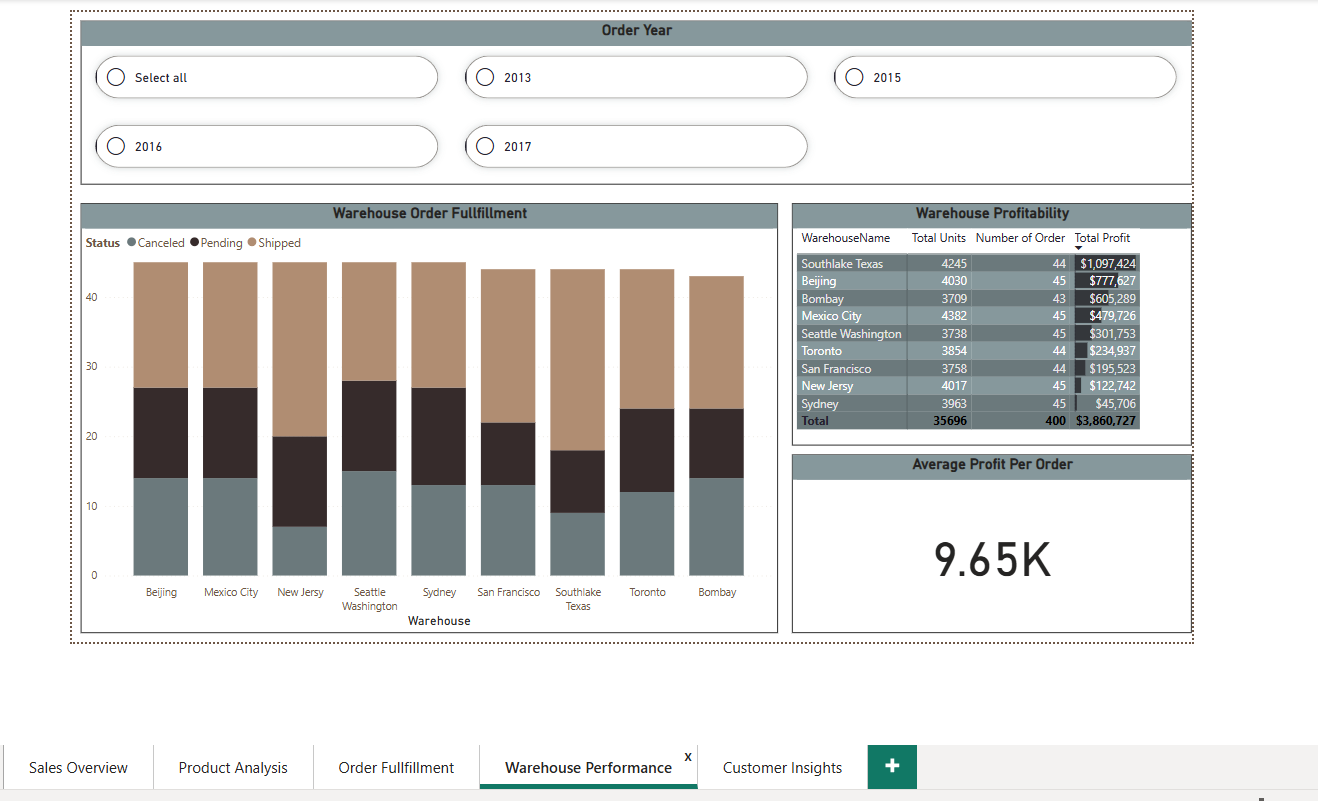 Order Year
Select all
2013
2015
2016
2017
Warehouse Order Fullfillment
Status Canceled Pending Shipped
40
30
20
10
0
Beijing Mexico City New Jersy Seattle Washington Sydney San Francisco Southlake Texas Toronto Bombay
Warehouse
Warehouse Profitability
WarehouseName Total Units Number of Order Total Profit
Southlake Texas 4245 44 $1,097,424
Beijing 4030 45 $777,627
Bombay 3709 43 $605,289
Mexico City 4382 45 $479,726
Seattle Washington 3738 45 $301,753
Toronto 3854 44 $234,937
San Francisco 3758 44 $195,523
New Jersy 4017 45 $122,742
Sydney 3963 45 $45,706
Total 35696 400 $3,860,727
Average Profit Per Order
9.65K
Sales Overview Product Analysis Order Fullfillment Warehouse Performance x Customer Insights +